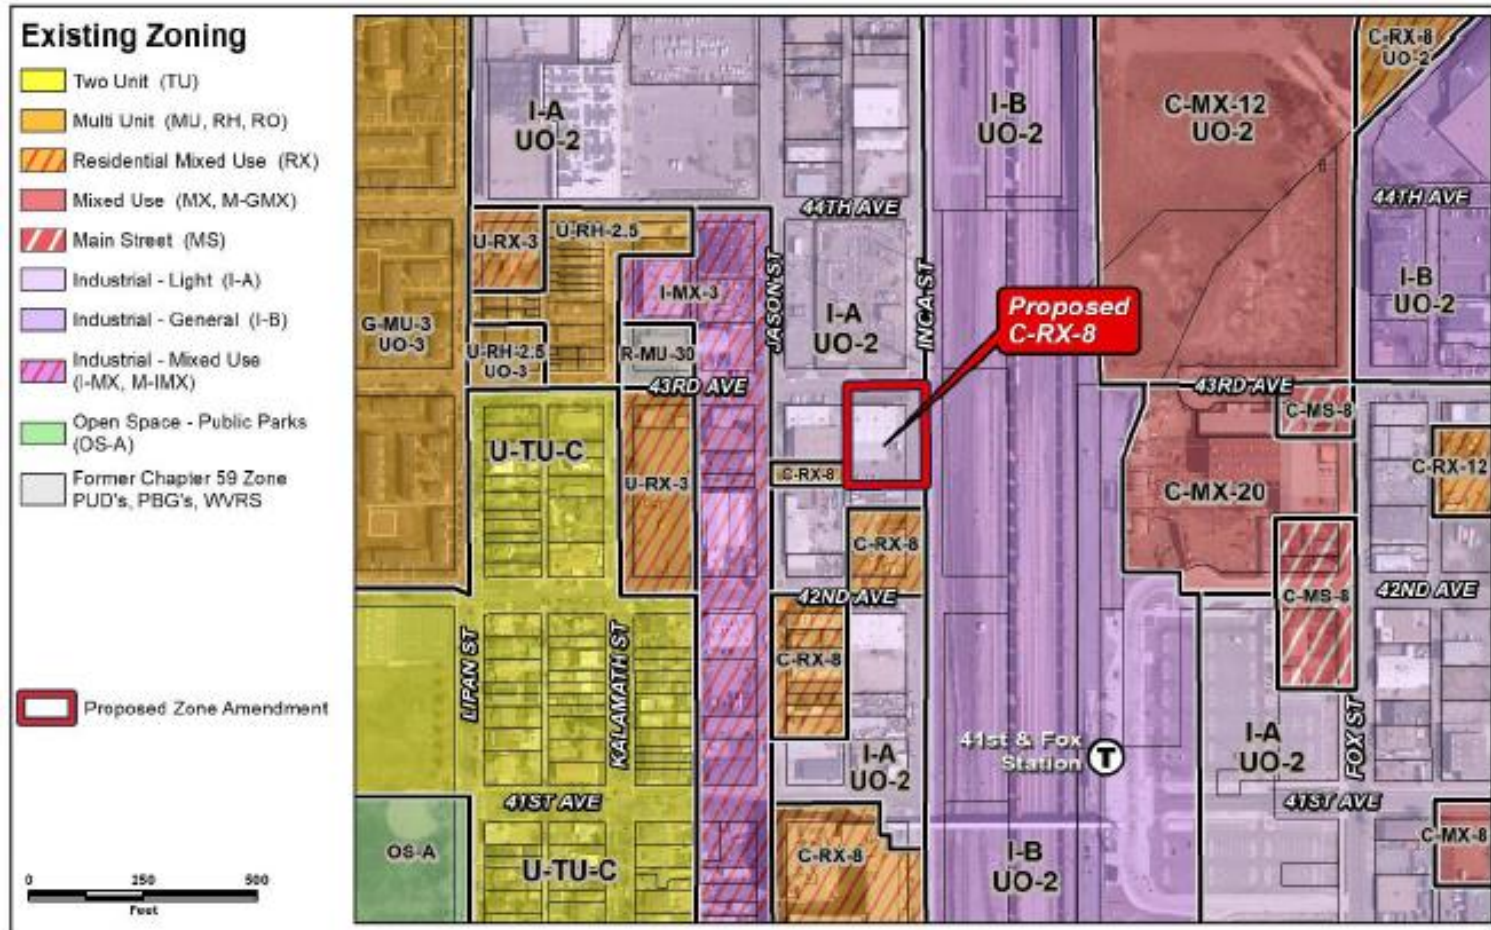 Existing Zoning
Two Unit (TU)
Multi Unit (MU, RH, RO)
Residential Mixed Use (RX)
Mixed Use (MX, M-GMX)
Main Street (MS)
Industrial - Light (I-A)
Industrial - General (I-B)
Industrial - Mixed Use
(I-MX, M-IMX)
Open Space - Public Parks
(OS-A)
Former Chapter 59 Zone
PUD's, PBG's, WVRS
Proposed Zone Amendment
0 250 500
Feet
I-A
UO-2
I-B
UO-2
C-MX-12
UO-2
C-RX-8
UO-2
44TH AVE
44TH AVE
U-RX-3
U-RH-2.5
I-MX-3
JASON ST
I-A
UO-2
INCA ST
Proposed
C-RX-8
I-B
UO-2
G-MU-3
UO-3
U-RH-2.5
UO-3
R-MU-30
43RD AVE
43RD AVE
C-MS-8
U-TU-C
U-RX-3
C-RX-8
C-MX-20
C-RX-12
C-RX-8
42ND AVE
C-MS-8
42ND AVE
LIPAN ST
KALAMATH ST
C-RX-8
I-A
UO-2
41st & Fox
Station
T
I-A
UO-2
FOX ST
41ST AVE
41ST AVE
OS-A
U-TU-C
C-RX-8
I-B
UO-2
C-MX-8